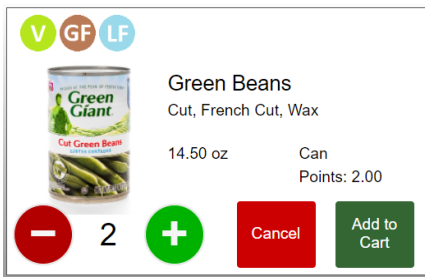 V GF LF
Green Beans
Cut, French Cut, Wax
14.50 oz Can
Points: 2.00
Green
Giant
Cut Green Beans
2
Cancel
Add to
Cart